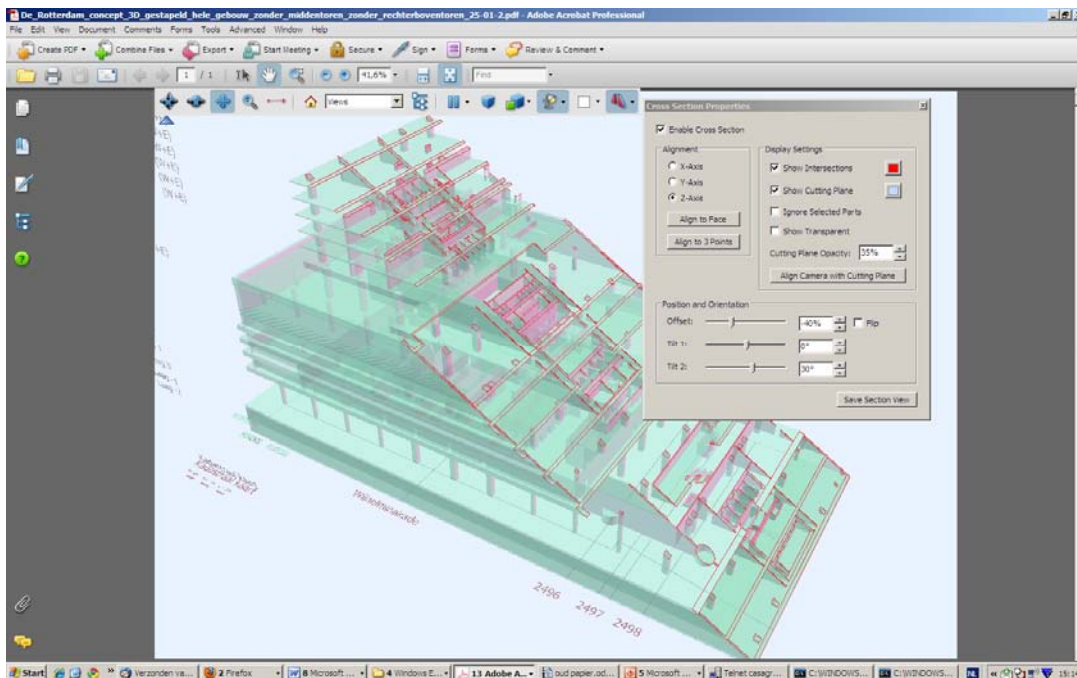 De_Rotterdam_concept_3D_gestapeld_hele_gebouw_zonder_middentoren_zonder_rechterboventoren_25-01-2.pdf - Adobe Acrobat Professional
File Edit View Document Comments Forms Tools Advanced Window Help
Create PDF Combine Files Export Start Meeting Secure Sign Forms Review & Comment
1 / 1 41,6% Find
Views
Cross Section Properties
Enable Cross Section
Alignment
X-Axis
Y-Axis
Z-Axis
Align to Face
Align to 3 Points
Display Settings
Show Intersections
Show Cutting Plane
Ignore Selected Parts
Show Transparent
Cutting Plane Opacity: 35%
Align Camera with Cutting Plane
Position and Orientation
Offset: -40% Flip
Tilt 1: 0°
Tilt 2: 30°
Save Section View
Wilhelminakade
2496 2497 2498
Start Verzonden va... 2 Firefox 8 Microsoft ... 4 Windows E... 13 Adobe A... oud papier.od... 5 Microsoft ... Telnet casagr... C:\WINDOWS... C:\WINDOWS... NL 15:14